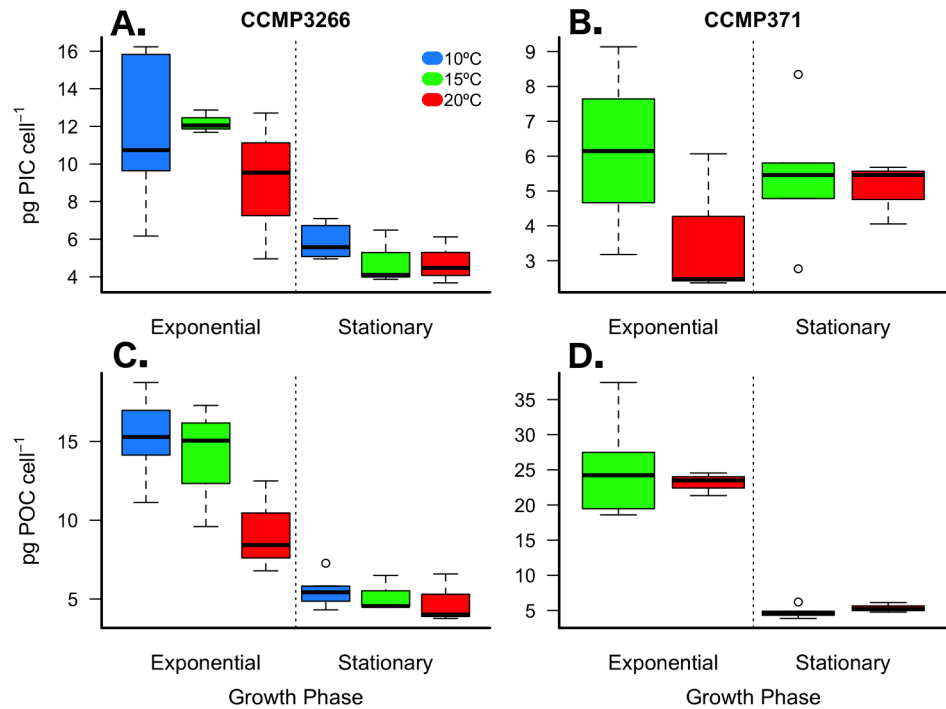 A. CCMP3266
B. CCMP371
10ºC
15ºC
20ºC
pg PIC cell⁻¹
16
14
12
10
8
6
4
9
8
7
6
5
4
3
Exponential Stationary
Exponential Stationary
C.
D.
pg POC cell⁻¹
15
10
5
35
30
25
20
15
10
5
Exponential Stationary
Exponential Stationary
Growth Phase
Growth Phase